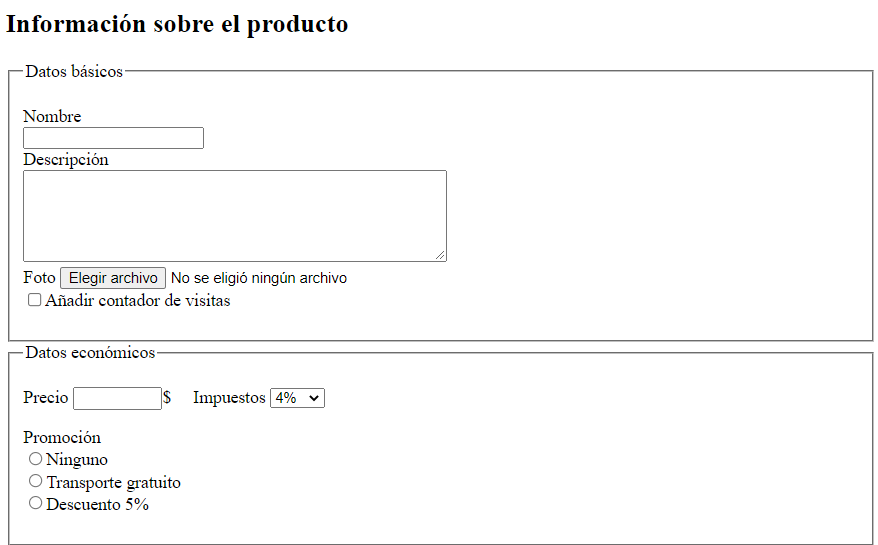 Información sobre el producto
Datos básicos
Nombre
Descripción
Foto Elegir archivo No se eligió ningún archivo
Añadir contador de visitas
Datos económicos
Precio $ Impuestos 4%
Promoción
Ninguno
Transporte gratuito
Descuento 5%